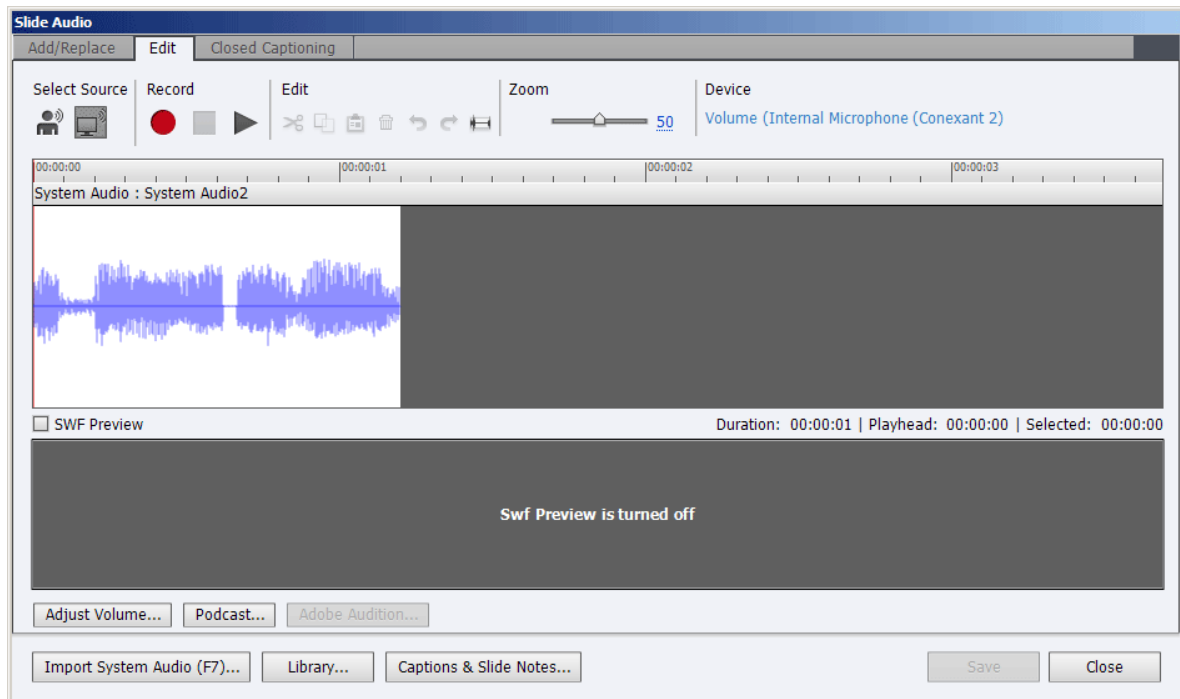 Slide Audio
Add/Replace Edit Closed Captioning
Select Source Record Edit Zoom Device
50 Volume (Internal Microphone (Conexant 2)
00:00:00 00:00:01 00:00:02 00:00:03
System Audio : System Audio2
SWF Preview Duration: 00:00:01 | Playhead: 00:00:00 | Selected: 00:00:00
Swf Preview is turned off
Adjust Volume... Podcast... Adobe Audition...
Import System Audio (F7)... Library... Captions & Slide Notes... Save Close